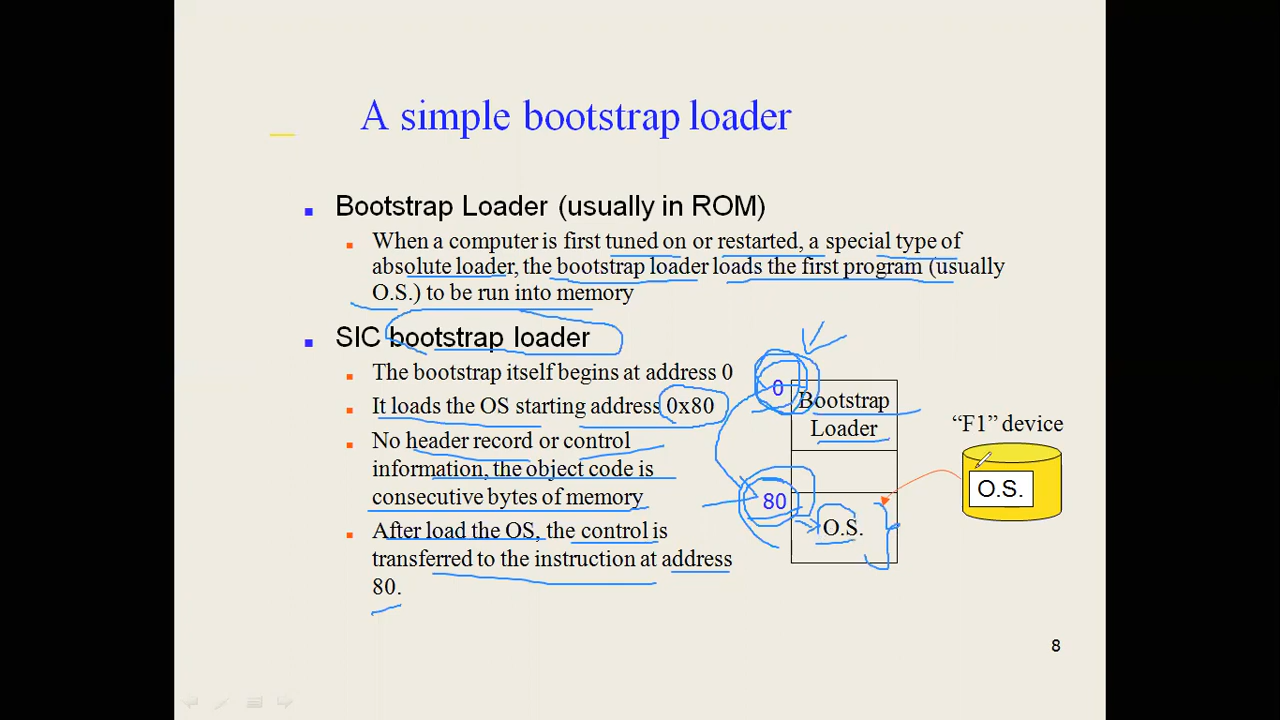 A simple bootstrap loader
Bootstrap Loader (usually in ROM)
When a computer is first tuned on or restarted, a special type of
absolute loader, the bootstrap loader loads the first program (usually
O.S.) to be run into memory
SIC bootstrap loader
The bootstrap itself begins at address 0
It loads the OS starting address 0x80
No header record or control
information, the object code is
consecutive bytes of memory
After load the OS, the control is
transferred to the instruction at address
80.
0
Bootstrap
Loader
80
O.S.
“F1” device
O.S.
8